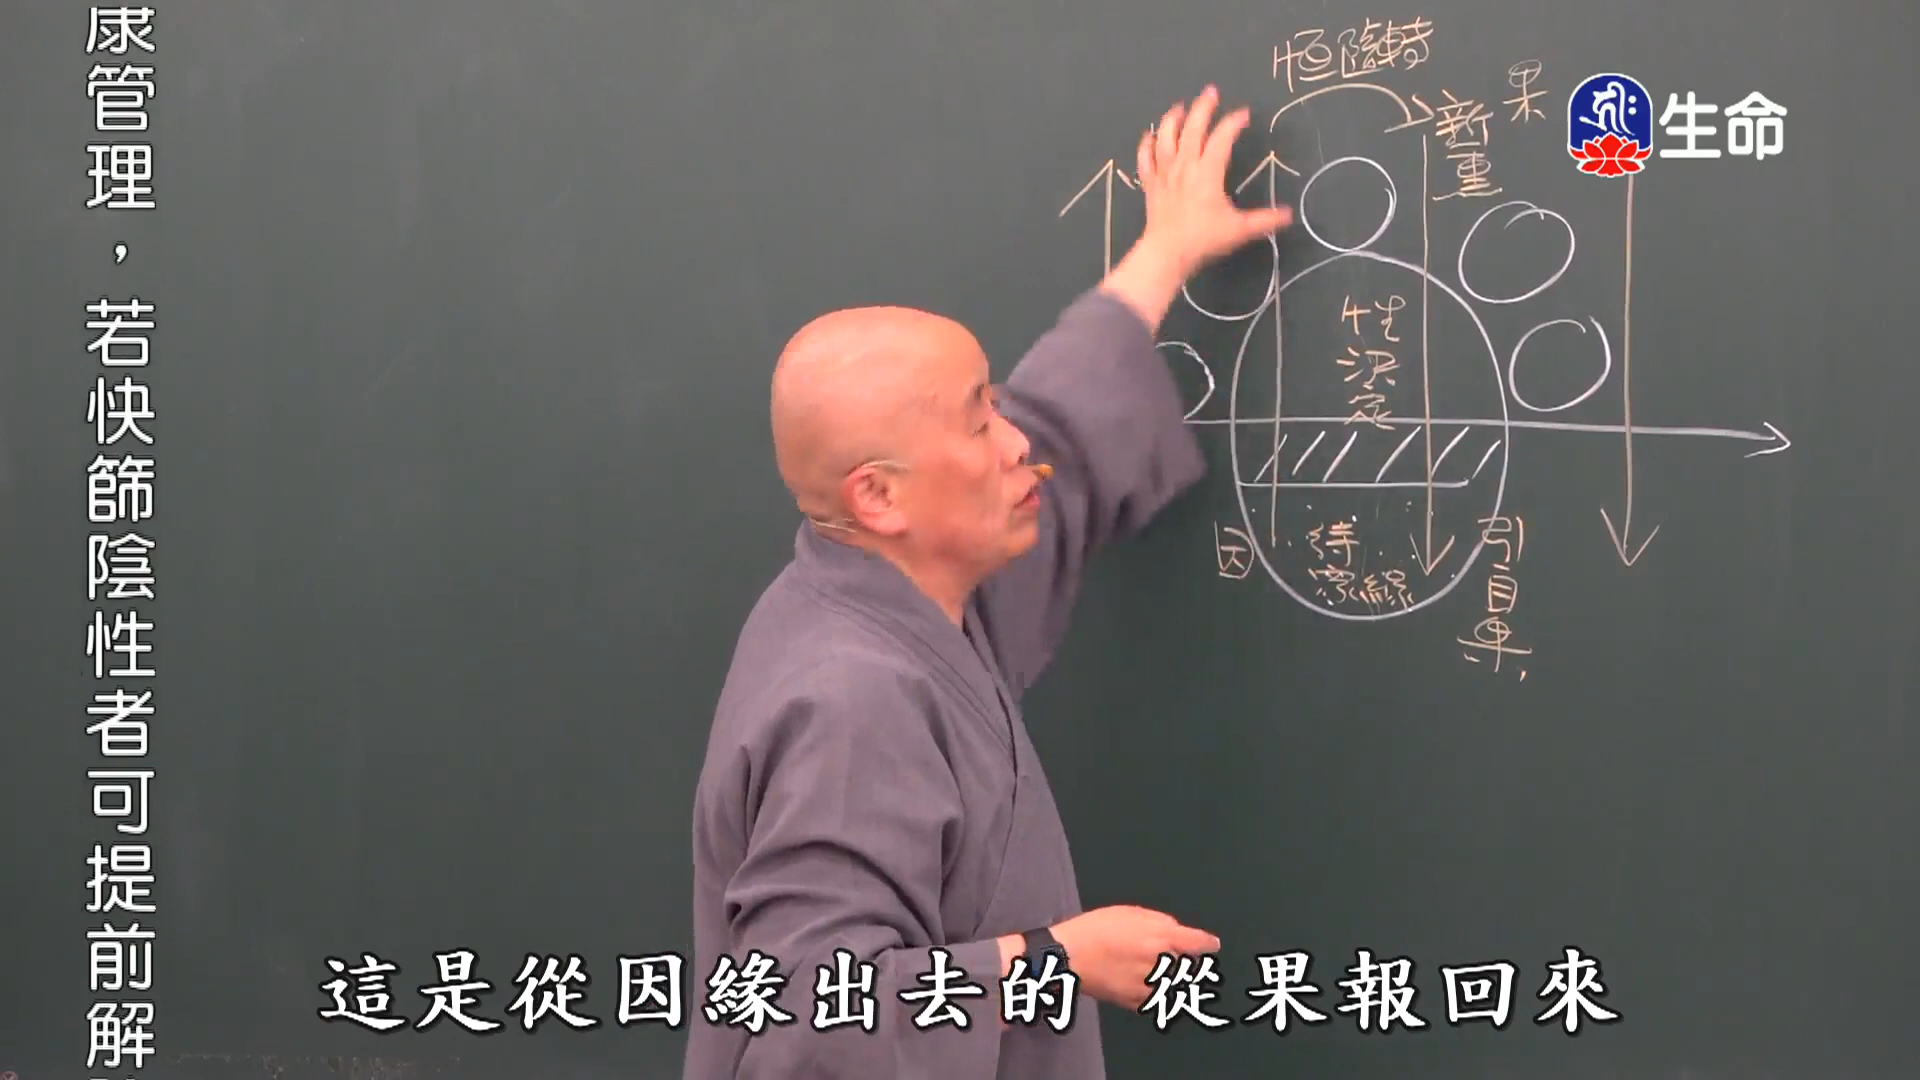 康管理，若快篩陰性者可提前解
恒隨轉
果
新熏
生命
性決定
因
待眾緣
引自果
這是從因緣出去的 從果報回來